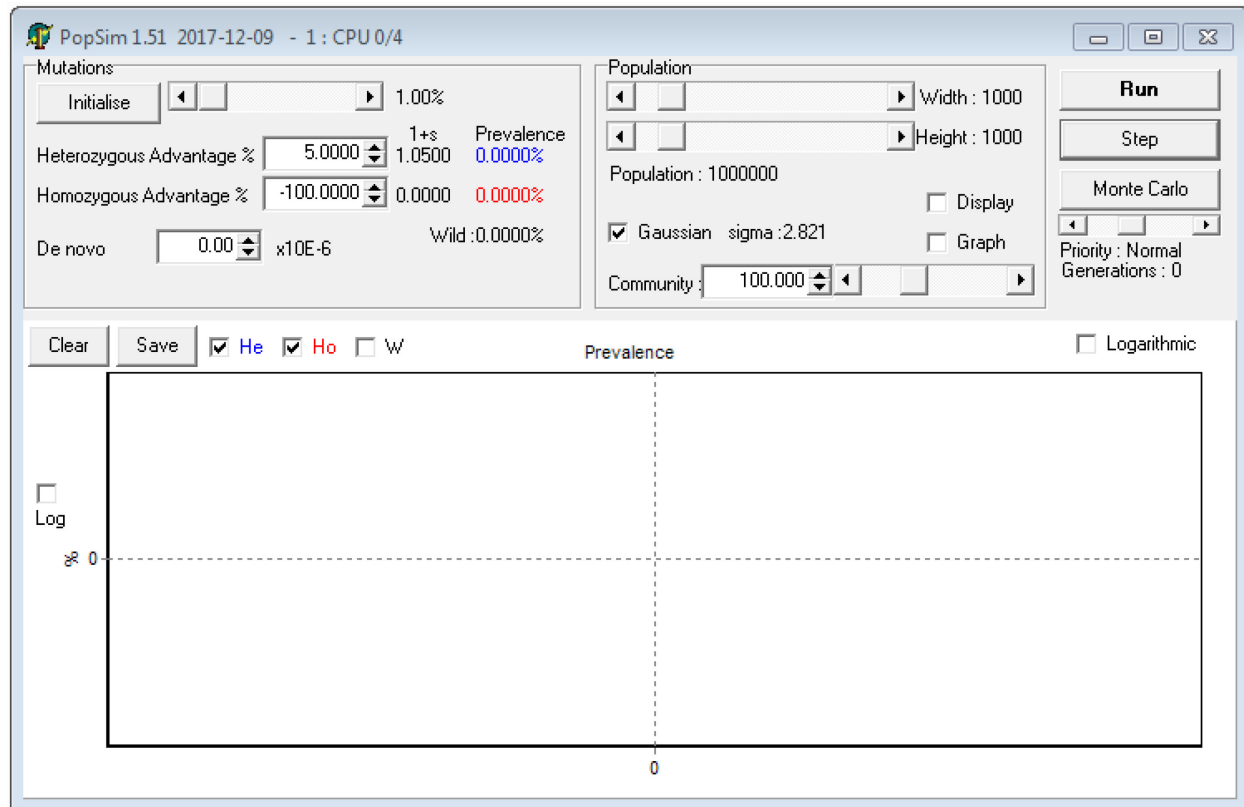 PopSim 1.51 2017-12-09 - 1 : CPU 0/4
Mutations
Initialise 1.00%
1+s Prevalence
Heterozygous Advantage % 5.0000 1.0500 0.0000%
Homozygous Advantage % -100.0000 0.0000 0.0000%
Wild :0.0000%
De novo 0.00 x10E-6
Population
Width : 1000
Height : 1000
Population : 1000000
Display
Gaussian sigma :2.821
Graph
Community : 100.000
Run
Step
Monte Carlo
Priority : Normal
Generations : 0
Clear Save He Ho W
Prevalence
Logarithmic
Log
% 0
0